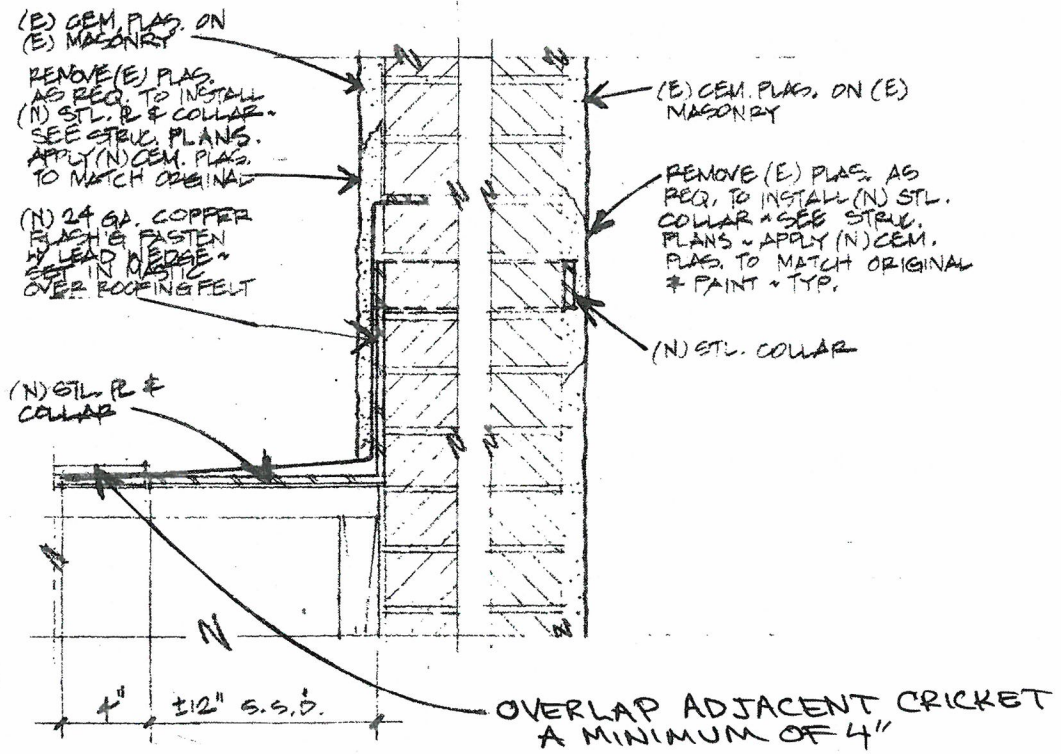 (E) CEM. PLAS. ON
(E) MASONRY
REMOVE (E) PLAS.
AS REQ. TO INSTALL
(N) STL. PL & COLLAR ~
SEE STRUC. PLANS.
APPLY (N) CEM. PLAS.
TO MATCH ORIGINAL
(N) 24 GA. COPPER
FLASH'G FASTEN
W/ LEAD WEDGE ~
SET IN MASTIC
OVER ROOFING FELT
(N) STL. PL &
COLLAR
(E) CEM. PLAS. ON (E)
MASONRY
REMOVE (E) PLAS. AS
REQ. TO INSTALL (N) STL.
COLLAR ~ SEE STRUC.
PLANS ~ APPLY (N) CEM.
PLAS. TO MATCH ORIGINAL
& PAINT ~ TYP.
(N) STL. COLLAR
4" ±12" S.S.D.
OVERLAP ADJACENT CRICKET
A MINIMUM OF 4"